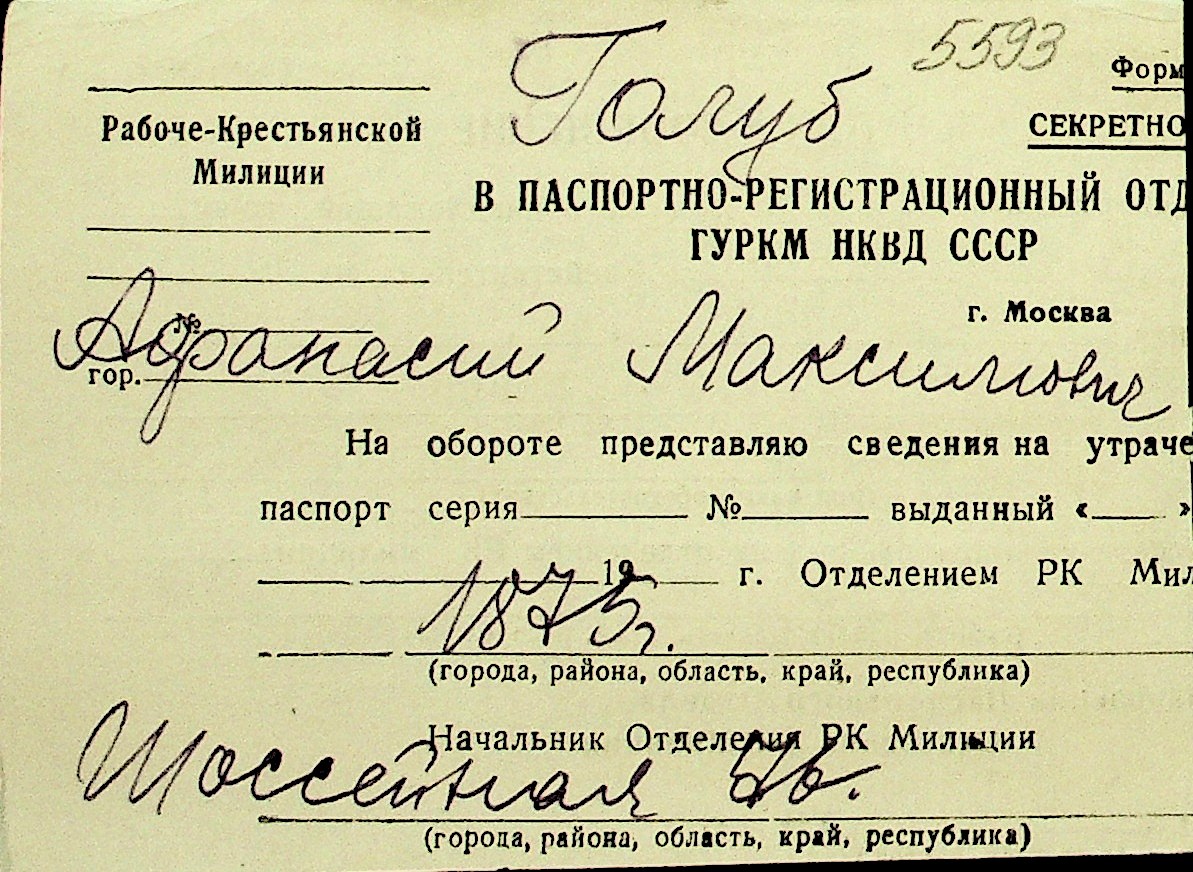 Голуб 5593
Форм
Рабоче-Крестьянской
Милиции
СЕКРЕТНО
В ПАСПОРТНО-РЕГИСТРАЦИОННЫЙ ОТД
ГУРКМ НКВД СССР
г. Москва
№
Афанасий Максимович
гор.
На обороте представляю сведения на утраче
паспорт серия № выданный « »
19 г. Отделением РК Мил
1875г.
(города, района, область, край, республика)
Начальник Отделения РК Милиции
Шоссейная
(города, района, область, край, республика)